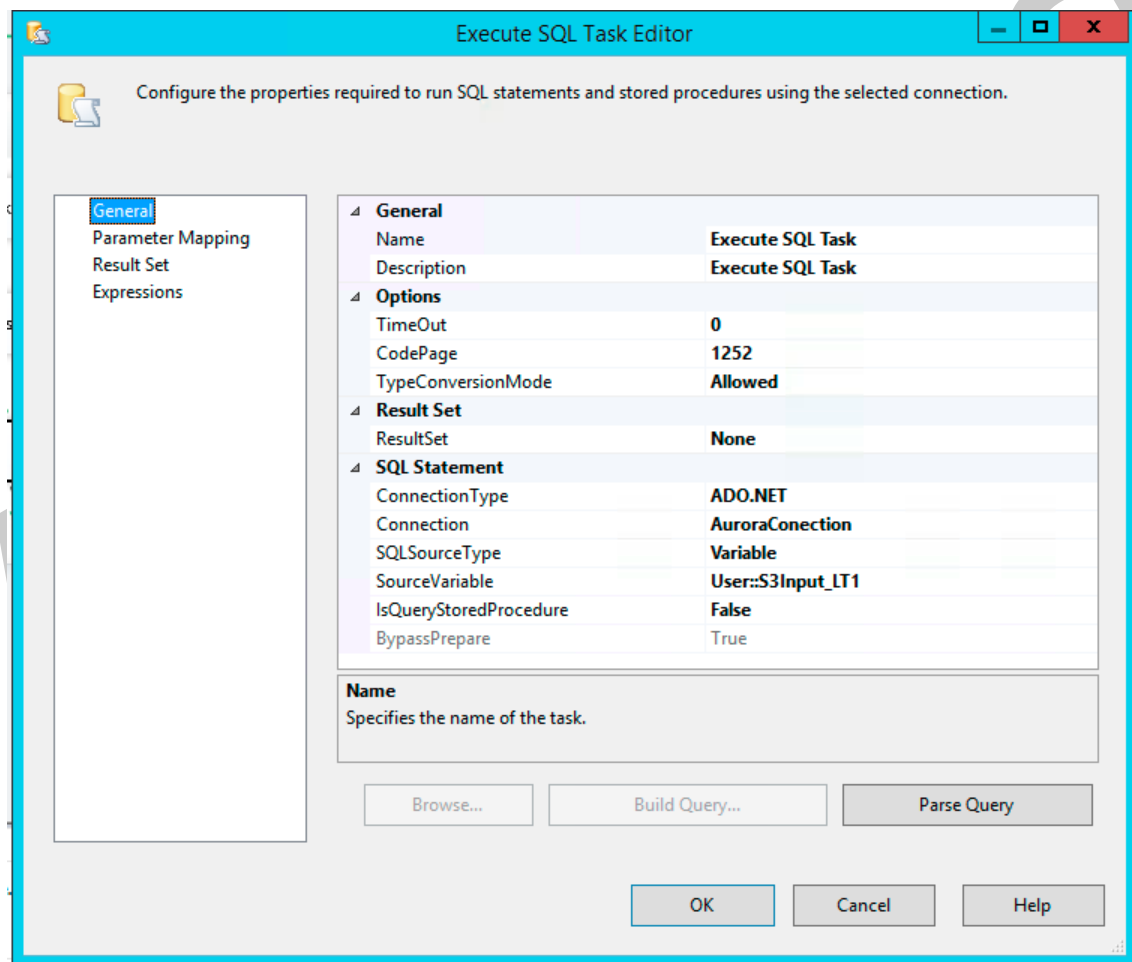 Execute SQL Task Editor
Configure the properties required to run SQL statements and stored procedures using the selected connection.
General
Parameter Mapping
Result Set
Expressions
General
Name Execute SQL Task
Description Execute SQL Task
Options
TimeOut 0
CodePage 1252
TypeConversionMode Allowed
Result Set
ResultSet None
SQL Statement
ConnectionType ADO.NET
Connection AuroraConection
SQLSourceType Variable
SourceVariable User::S3Input_LT1
IsQueryStoredProcedure False
BypassPrepare True
Name
Specifies the name of the task.
Browse... Build Query... Parse Query
OK Cancel Help